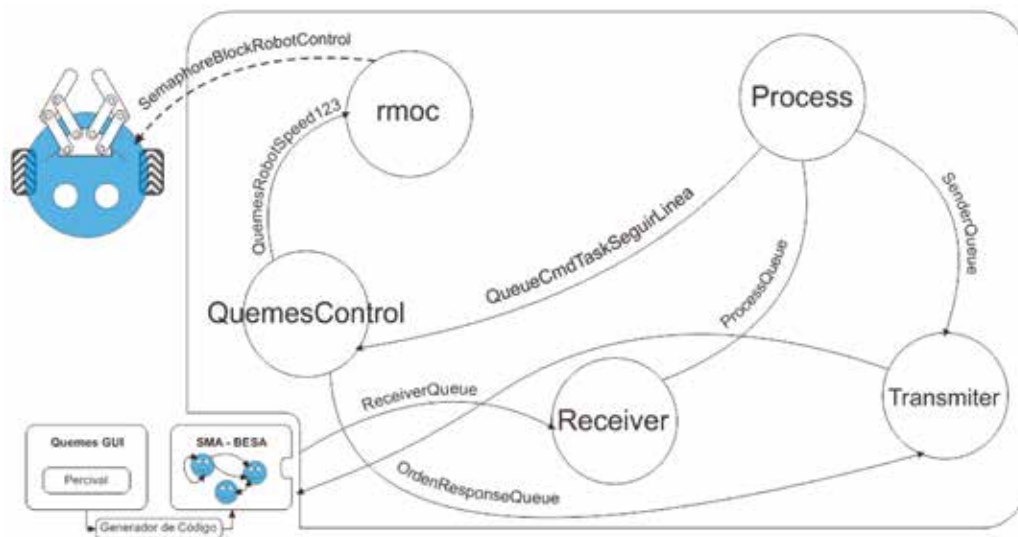 SemaphoreBlockRobotControl
rmoc
Process
QuemesRobotSpeed123
SenderQueue
QueueCmdTaskSeguirLinea
ProcessQueue
QuemesControl
Transmiter
ReceiverQueue
Receiver
Quemes GUI
SMA - BESA
Percival
OrdenResponseQueue
Generador de Código